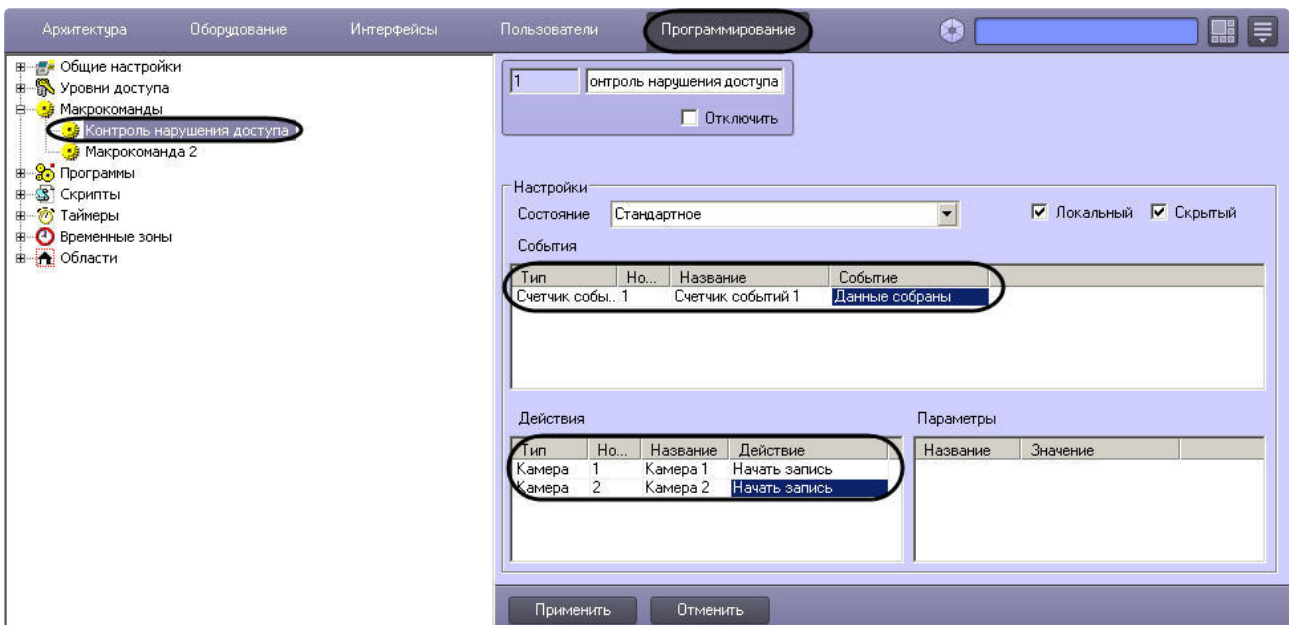 Архитектура Оборудование Интерфейсы Пользователи Программирование
Общие настройки
Уровни доступа
Макрокоманды
Контроль нарушения доступа
Макрокоманда 2
Программы
Скрипты
Таймеры
Временные зоны
Области
1 онтроль нарушения доступа
Отключить
Настройки
Состояние Стандартное Локальный Скрытый
События
Тип Но... Название Событие
Счетчик собы.. 1 Счетчик событий 1 Данные собраны
Действия
Тип Но... Название Действие
Камера 1 Камера 1 Начать запись
Камера 2 Камера 2 Начать запись
Параметры
Название Значение
Применить Отменить